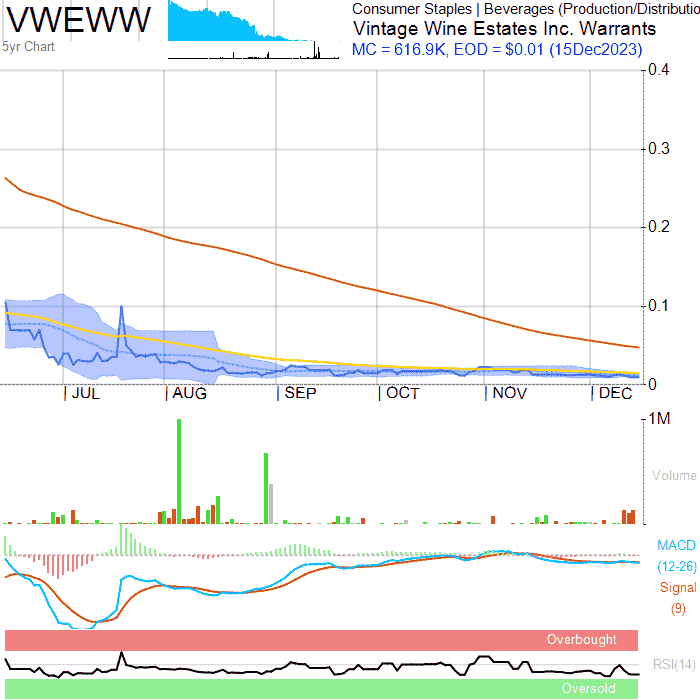 VWEWW
5yr Chart
Consumer Staples | Beverages (Production/Distributio
Vintage Wine Estates Inc. Warrants
MC = 616.9K, EOD = $0.01 (15Dec2023)
0.4
0.3
0.2
0.1
0
JUL AUG SEP OCT NOV DEC
1M
Volume
MACD
(12-26)
Signal
(9)
Overbought
RSI(14)
Oversold